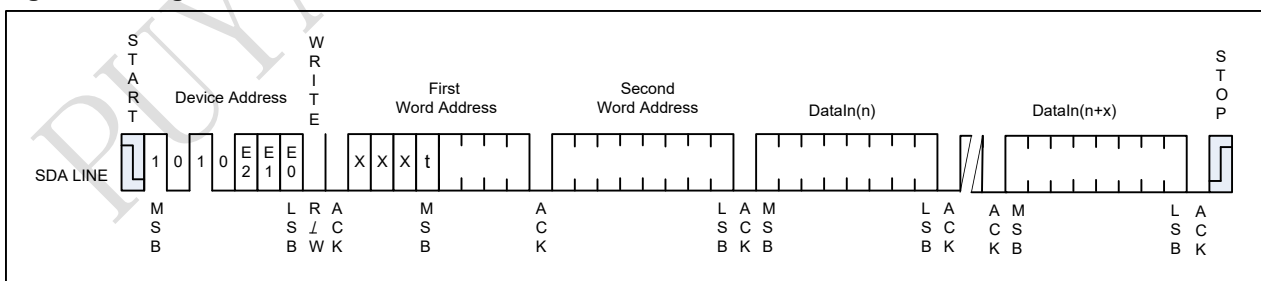 START
WRITE
STOP
Device Address
First
Word Address
Second
Word Address
DataIn(n)
DataIn(n+x)
SDA LINE
1 0 1 0 E2 E1 E0 X X X t
MSB LSB R/W ACK MSB ACK LSB ACK MSB LSB ACK ACK MSB LSB ACK
PUY